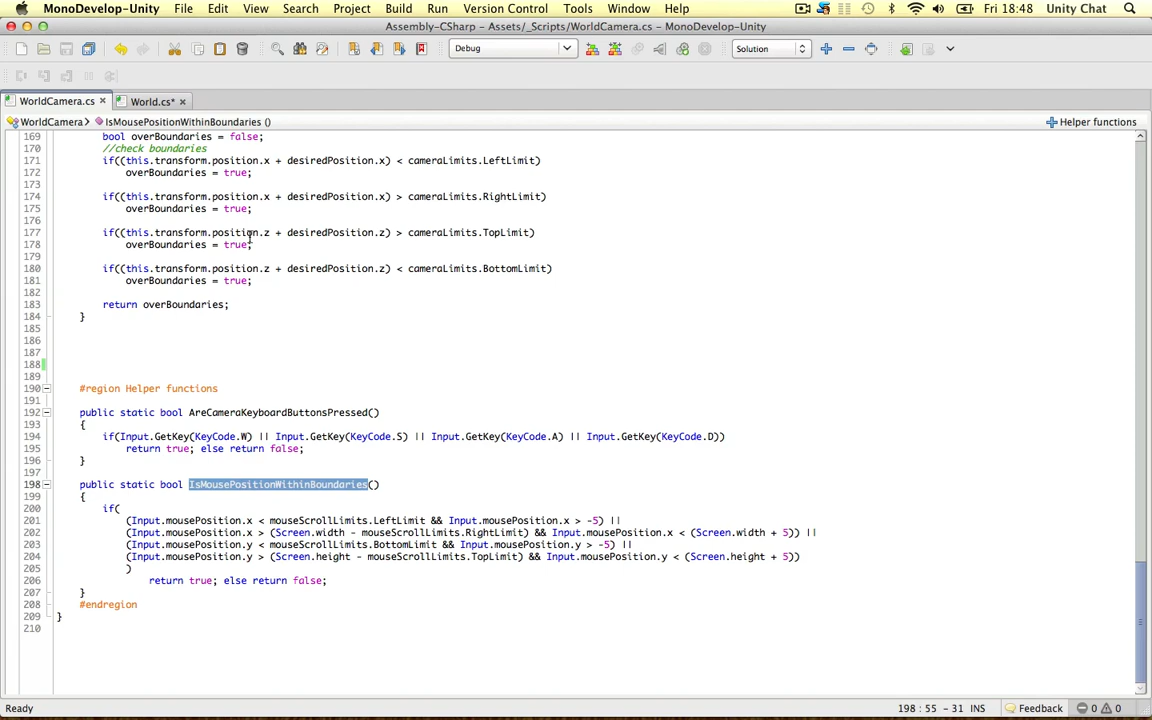 MonoDevelop-Unity File Edit View Search Project Build Run Version Control Tools Window Help Fri 18:48 Unity Chat
Assembly-CSharp - Assets/_Scripts/WorldCamera.cs - MonoDevelop-Unity
Debug Solution
WorldCamera.cs × World.cs* ×
WorldCamera IsMousePositionWithinBoundaries () Helper functions
169 bool overBoundaries = false;
170 //check boundaries
171 if((this.transform.position.x + desiredPosition.x) < cameraLimits.LeftLimit)
172 overBoundaries = true;
173
174 if((this.transform.position.x + desiredPosition.x) > cameraLimits.RightLimit)
175 overBoundaries = true;
176
177 if((this.transform.position.z + desiredPosition.z) > cameraLimits.TopLimit)
178 overBoundaries = true;
179
180 if((this.transform.position.z + desiredPosition.z) < cameraLimits.BottomLimit)
181 overBoundaries = true;
182
183 return overBoundaries;
184 }
185
186
187
188
189
190 #region Helper functions
191
192 public static bool AreCameraKeyboardButtonsPressed()
193 {
194 if(Input.GetKey(KeyCode.W) || Input.GetKey(KeyCode.S) || Input.GetKey(KeyCode.A) || Input.GetKey(KeyCode.D))
195 return true; else return false;
196 }
197
198 public static bool IsMousePositionWithinBoundaries()
199 {
200 if(
201 (Input.mousePosition.x < mouseScrollLimits.LeftLimit && Input.mousePosition.x > -5) ||
202 (Input.mousePosition.x > (Screen.width - mouseScrollLimits.RightLimit) && Input.mousePosition.x < (Screen.width + 5)) ||
203 (Input.mousePosition.y < mouseScrollLimits.BottomLimit && Input.mousePosition.y > -5) ||
204 (Input.mousePosition.y > (Screen.height - mouseScrollLimits.TopLimit) && Input.mousePosition.y < (Screen.height + 5))
205 )
206 return true; else return false;
207 }
208 #endregion
209 }
210
Ready 198 : 55 - 31 INS Feedback 0 0